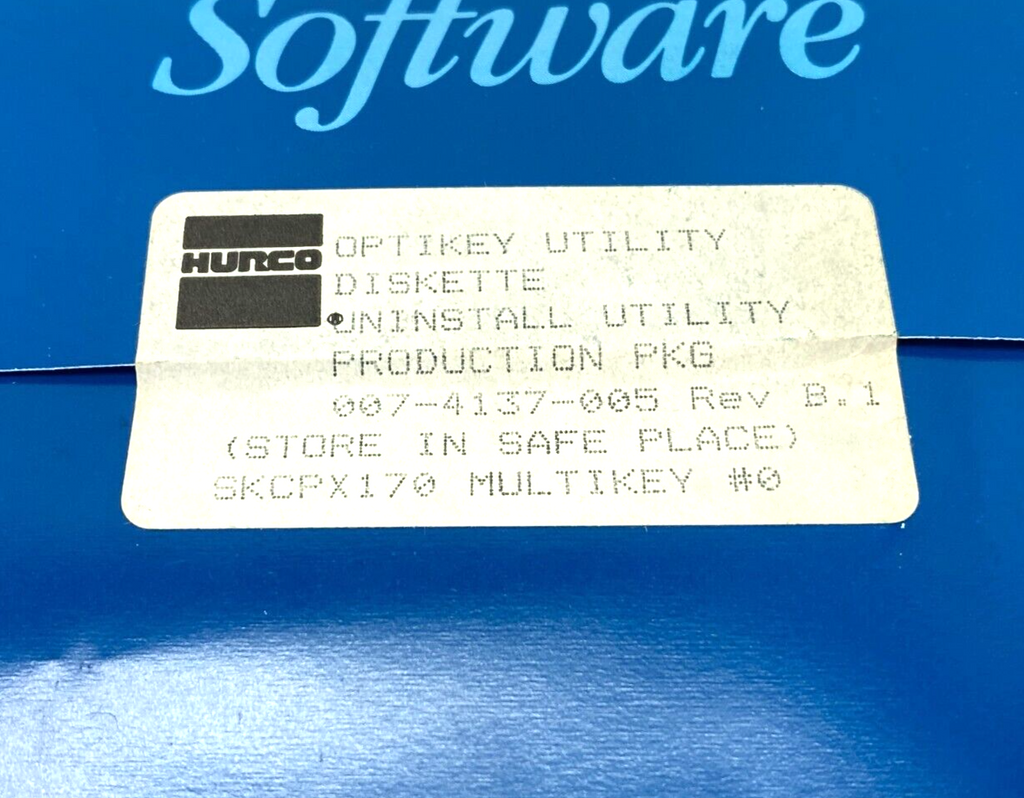 Software
HURCO
®
OPTIKEY UTILITY
DISKETTE
UNINSTALL UTILITY
PRODUCTION PKG
007-4137-005 Rev B.1
(STORE IN SAFE PLACE)
SKCPX170 MULTIKEY #0